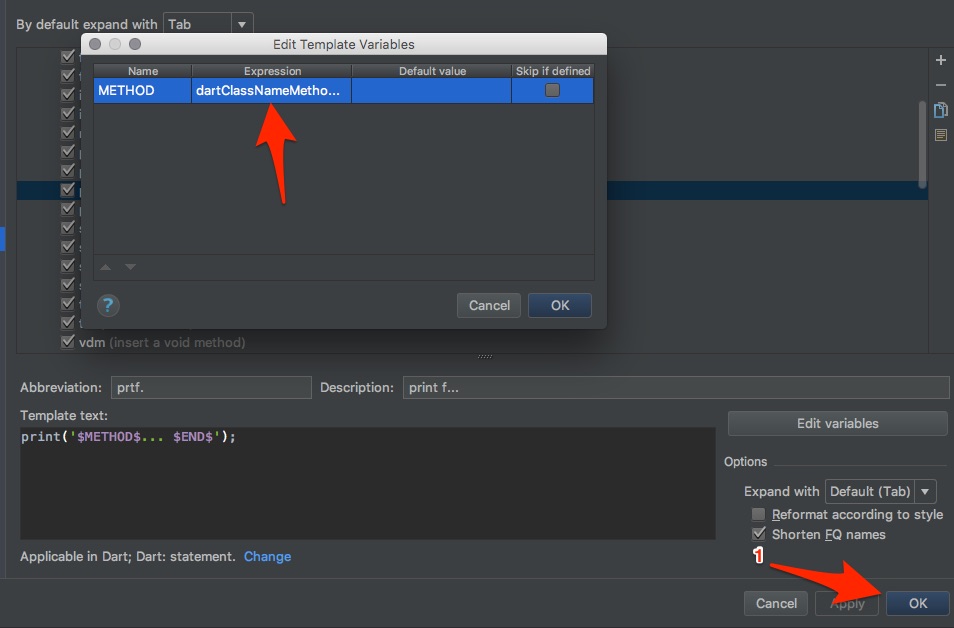 By default expand with Tab
Edit Template Variables
Name Expression Default value Skip if defined
METHOD dartClassNameMetho...
?
Cancel OK
vdm (insert a void method)
Abbreviation: prtf. Description: print f...
Template text:
print('$METHOD$... $END$');
Edit variables
Options
Expand with Default (Tab)
Reformat according to style
Shorten FQ names
1
Applicable in Dart; Dart: statement. Change
Cancel Apply OK